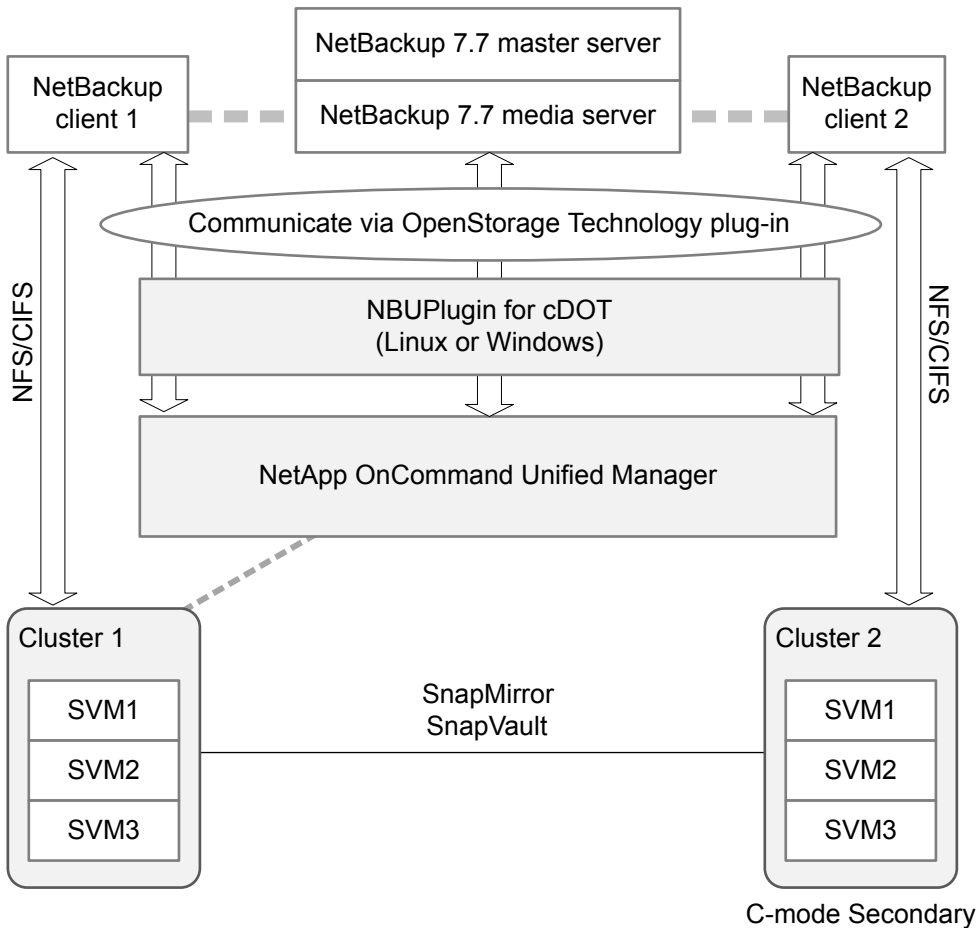 NetBackup 7.7 master server
NetBackup
client 1
NetBackup 7.7 media server
NetBackup
client 2
Communicate via OpenStorage Technology plug-in
NFS/CIFS
NBUPlugin for cDOT
(Linux or Windows)
NFS/CIFS
NetApp OnCommand Unified Manager
Cluster 1
SVM1
SVM2
SVM3
SnapMirror
SnapVault
Cluster 2
SVM1
SVM2
SVM3
C-mode Secondary